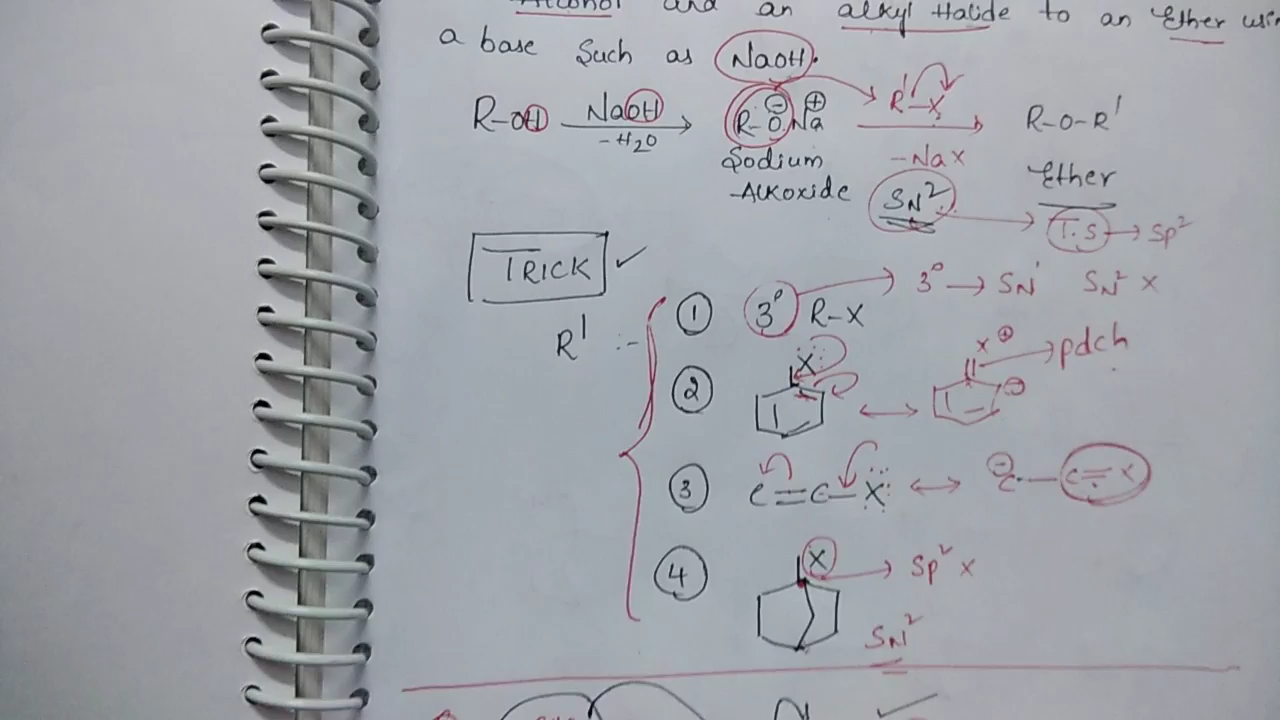 Alcohol and an alkyl Halide to an Ether usin
a base Such as NaOH.
R-OH NaOH -H2O R-O⊖ Na⊕ R'-X -NaX R-O-R'
Sodium Alkoxide SN² Ether
T.S → Sp²
TRICK ✓
R' :-
① 3° R-X 3° → SN¹ SN² X
② X ↔ X⊕ ⊖ → pdch
③ C=C-X ↔ ⊖C-C=X
④ X → Sp² x
SN²